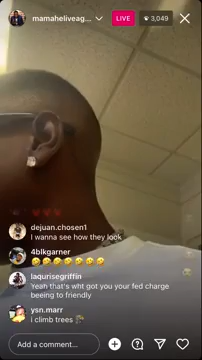 mamaheliveag...
LIVE
3,049
dejuan.chosen1
I wanna see how they look
4blkgarner
🤣🤣🤣🤣🤣🤣🤣
laqurisegriffin
Yeah that's wht got you your fed charge
beeing to friendly
ysn.marr
i climb trees 🌴
Add a comment...